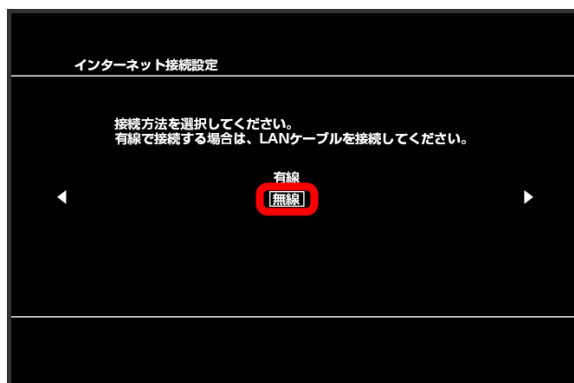 インターネット接続設定
接続方法を選択してください。
有線で接続する場合は、LANケーブルを接続してください。
有線
無線